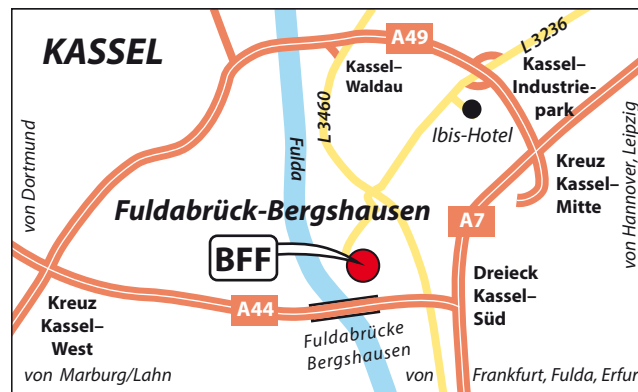 KASSEL
A49
L 3236
Kassel–
Waldau
Kassel–
Industrie-
park
L 3460
Ibis-Hotel
von Dortmund
Fulda
von Hannover, Leipzig
Kreuz
Kassel–
Mitte
Fuldabrück-Bergshausen
A7
BFF
Dreieck
Kassel–
Süd
Kreuz
Kassel–
West
A44
Fuldabrücke
Bergshausen
von Marburg/Lahn
von Frankfurt, Fulda, Erfur